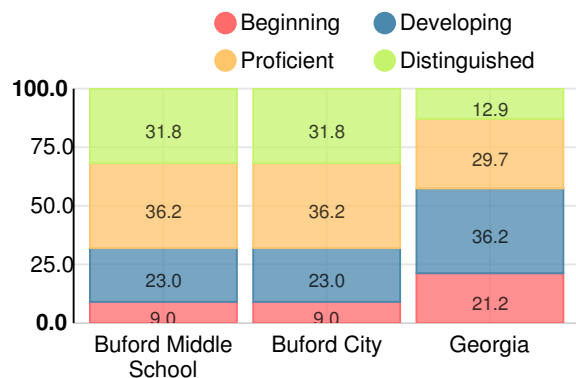 Beginning Developing
Proficient Distinguished
100.0
75.0
50.0
25.0
0.0
31.8 31.8 12.9
36.2 36.2 29.7
23.0 23.0 36.2
9.0 9.0 21.2
Buford Middle School
Buford City
Georgia